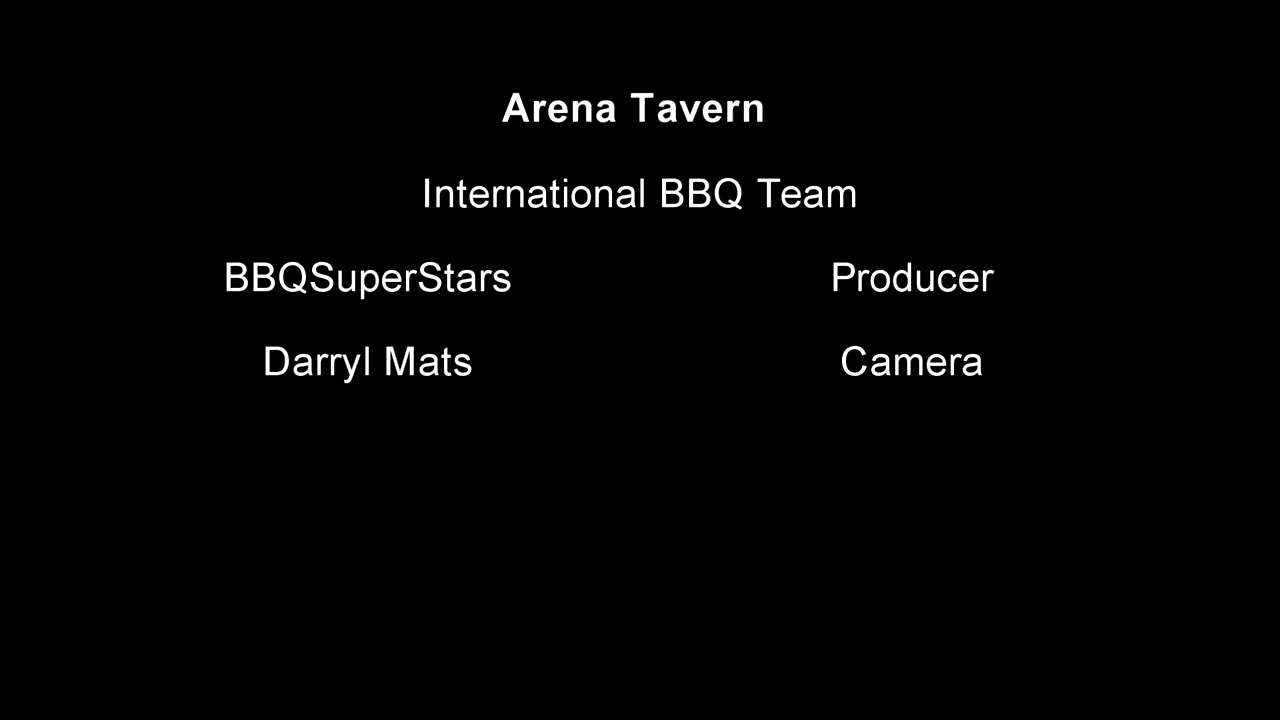 Arena Tavern
International BBQ Team
BBQSuperStars Producer
Darryl Mats Camera